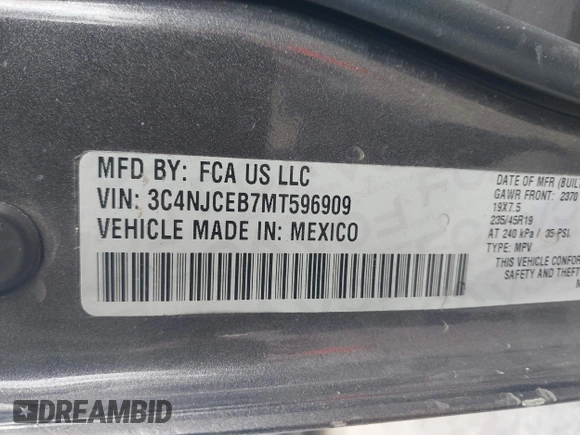 MFD BY: FCA US LLC
VIN: 3C4NJCEB7MT596909
VEHICLE MADE IN: MEXICO
DATE OF MFR (BUILT
GAWR FRONT: 2370
19X7.5
235/45R19
AT 240 kPa / 35 PSI.
TYPE: MPV
THIS VEHICLE CONFOR
SAFETY AND THEFT
DREAMBID